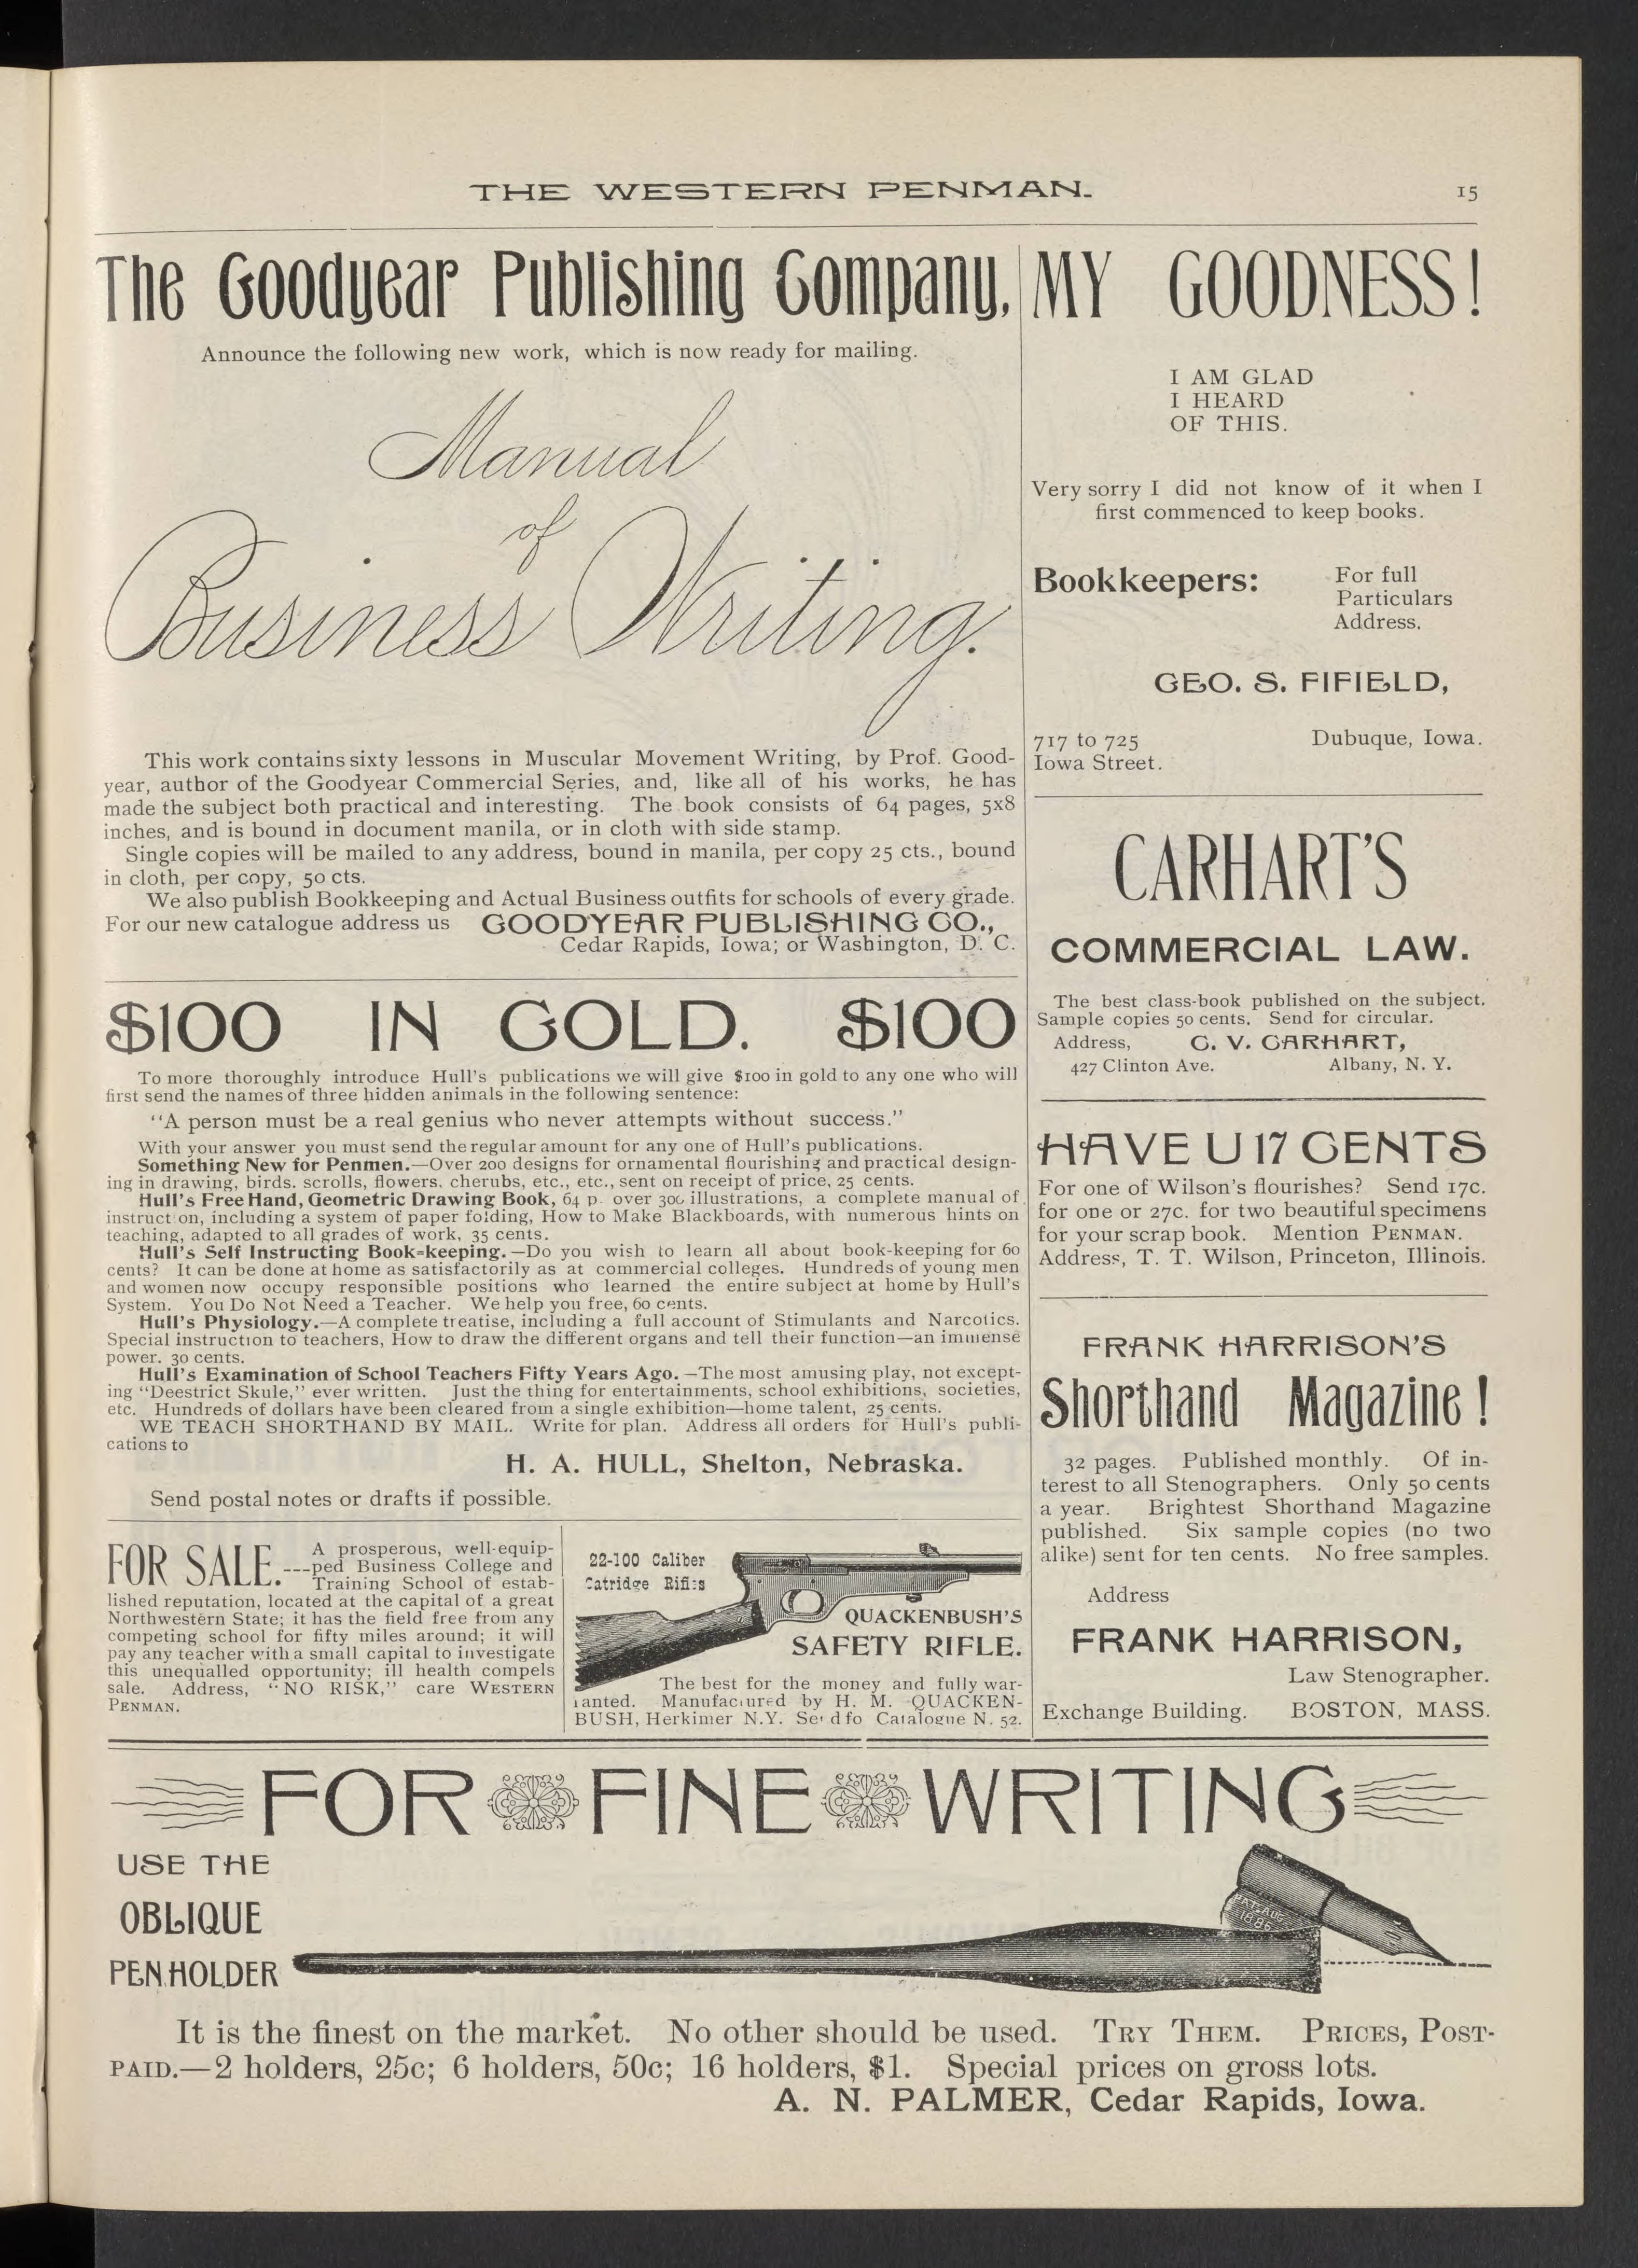 THE WESTERN PENMAN.
15
The Goodyear Publishing Company,
Announce the following new work, which is now ready for mailing.
Manual
of
Business Writing.
This work contains sixty lessons in Muscular Movement Writing, by Prof. Good-
year, author of the Goodyear Commercial Series, and, like all of his works, he has
made the subject both practical and interesting. The book consists of 64 pages, 5x8
inches, and is bound in document manila, or in cloth with side stamp.
Single copies will be mailed to any address, bound in manila, per copy 25 cts., bound
in cloth, per copy, 50 cts.
We also publish Bookkeeping and Actual Business outfits for schools of every grade.
For our new catalogue address us GOODYEAR PUBLISHING CO.,
Cedar Rapids, Iowa; or Washington, D. C.
$100 IN GOLD. $100
To more thoroughly introduce Hull's publications we will give $100 in gold to any one who will
first send the names of three hidden animals in the following sentence:
"A person must be a real genius who never attempts without success."
With your answer you must send the regular amount for any one of Hull's publications.
Something New for Penmen.—Over 200 designs for ornamental flourishing and practical design-
ing in drawing, birds. scrolls, flowers. cherubs, etc., etc., sent on receipt of price, 25 cents.
Hull's Free Hand, Geometric Drawing Book, 64 p. over 300 illustrations, a complete manual of
instruct on, including a system of paper folding, How to Make Blackboards, with numerous hints on
teaching, adapted to all grades of work, 35 cents.
Hull's Self Instructing Book-keeping.—Do you wish to learn all about book-keeping for 60
cents? It can be done at home as satisfactorily as at commercial colleges. Hundreds of young men
and women now occupy responsible positions who learned the entire subject at home by Hull's
System. You Do Not Need a Teacher. We help you free, 60 cents.
Hull's Physiology.—A complete treatise, including a full account of Stimulants and Narcotics.
Special instruction to teachers, How to draw the different organs and tell their function—an immense
power. 30 cents.
Hull's Examination of School Teachers Fifty Years Ago.—The most amusing play, not except-
ing "Deestrict Skule," ever written. Just the thing for entertainments, school exhibitions, societies,
etc. Hundreds of dollars have been cleared from a single exhibition—home talent, 25 cents.
WE TEACH SHORTHAND BY MAIL. Write for plan. Address all orders for Hull's publi-
cations to
H. A. HULL, Shelton, Nebraska.
Send postal notes or drafts if possible.
FOR SALE.---A prosperous, well-equip-
ped Business College and
Training School of estab-
lished reputation, located at the capital of a great
Northwestern State; it has the field free from any
competing school for fifty miles around; it will
pay any teacher with a small capital to investigate
this unequalled opportunity; ill health compels
sale. Address, "NO RISK," care WESTERN
PENMAN.
22-100 Caliber
Catridge Rifles
QUACKENBUSH'S
SAFETY RIFLE.
The best for the money and fully war-
ranted. Manufactured by H. M. QUACKEN-
BUSH, Herkimer N.Y. Send fo Catalogue N. 52.
MY GOODNESS!
I AM GLAD
I HEARD
OF THIS.
Very sorry I did not know of it when I
first commenced to keep books.
Bookkeepers: For full
Particulars
Address.
GEO. S. FIFIELD,
717 to 725 Dubuque, Iowa.
Iowa Street.
CARHART'S
COMMERCIAL LAW.
The best class-book published on the subject.
Sample copies 50 cents. Send for circular.
Address, C. V. CARHART,
427 Clinton Ave. Albany, N. Y.
HAVE U 17 CENTS
For one of Wilson's flourishes? Send 17c.
for one or 27c. for two beautiful specimens
for your scrap book. Mention PENMAN.
Address, T. T. Wilson, Princeton, Illinois.
FRANK HARRISON'S
Shorthand Magazine!
32 pages. Published monthly. Of in-
terest to all Stenographers. Only 50 cents
a year. Brightest Shorthand Magazine
published. Six sample copies (no two
alike) sent for ten cents. No free samples.
Address
FRANK HARRISON,
Law Stenographer.
Exchange Building. BOSTON, MASS.
FOR FINE WRITING
USE THE
OBLIQUE
PENHOLDER
PAT. AUG.
1886
It is the finest on the market. No other should be used. TRY THEM. PRICES, POST-
PAID.—2 holders, 25c; 6 holders, 50c; 16 holders, $1. Special prices on gross lots.
A. N. PALMER, Cedar Rapids, Iowa.